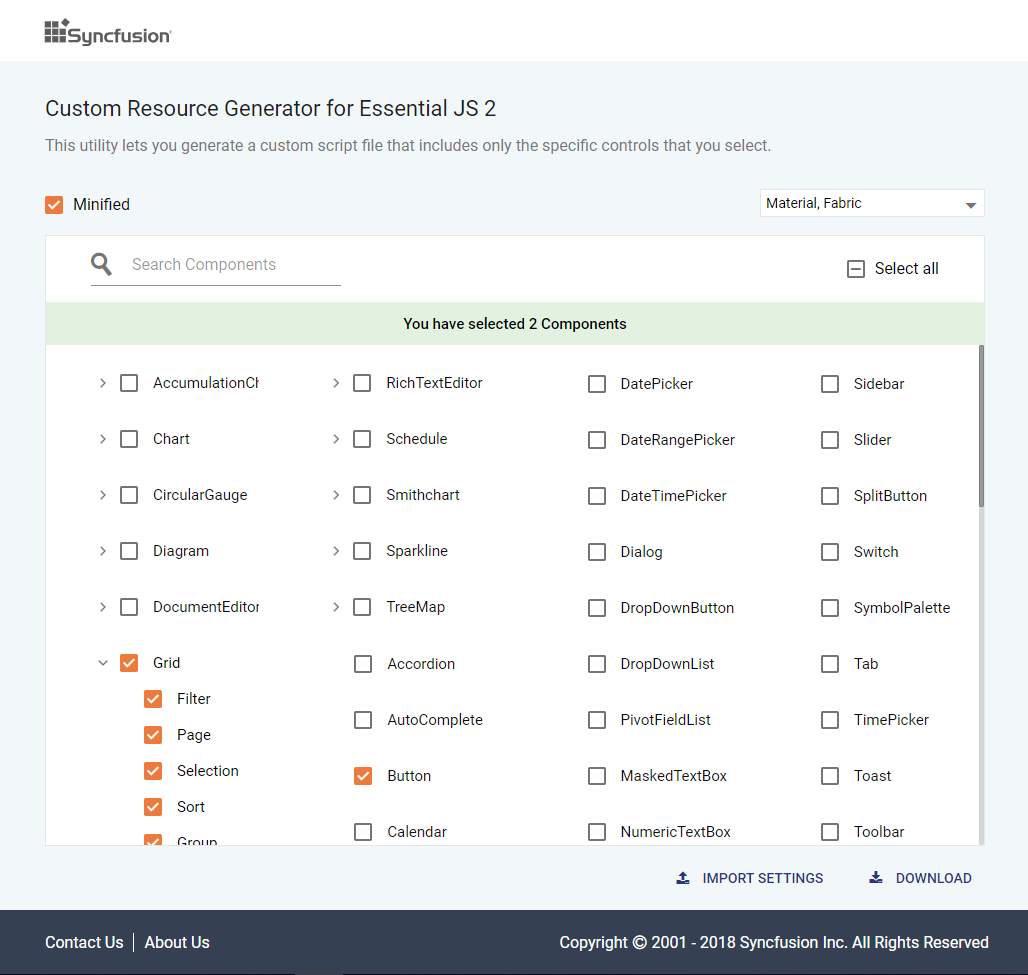 Syncfusion
Custom Resource Generator for Essential JS 2
This utility lets you generate a custom script file that includes only the specific controls that you select.
Minified
Material, Fabric
Search Components
Select all
You have selected 2 Components
AccumulationCh
RichTextEditor
DatePicker
Sidebar
Chart
Schedule
DateRangePicker
Slider
CircularGauge
Smithchart
DateTimePicker
SplitButton
Diagram
Sparkline
Dialog
Switch
DocumentEditor
TreeMap
DropDownButton
SymbolPalette
Grid
Accordion
DropDownList
Tab
Filter
Page
AutoComplete
PivotFieldList
TimePicker
Selection
Button
MaskedTextBox
Toast
Sort
Group
Calendar
NumericTextBox
Toolbar
IMPORT SETTINGS
DOWNLOAD
Contact Us
About Us
Copyright © 2001 - 2018 Syncfusion Inc. All Rights Reserved